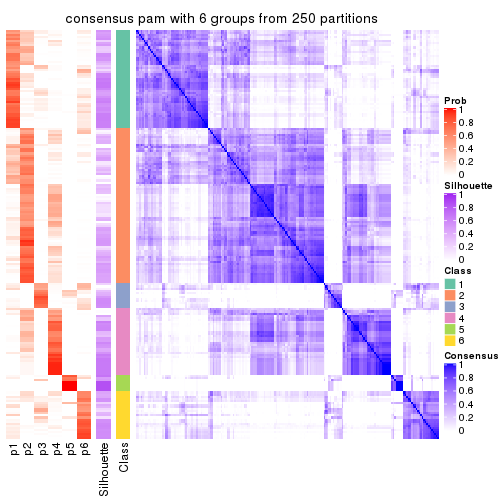 consensus pam with 6 groups from 250 partitions
Prob
1
0.8
0.6
0.4
0.2
0
Silhouette
1
0.8
0.6
0.4
0.2
0
Class
1
2
3
4
5
6
Consensus
1
0.8
0.6
0.4
0.2
0
p1
p2
p3
p4
p5
p6
Silhouette
Class